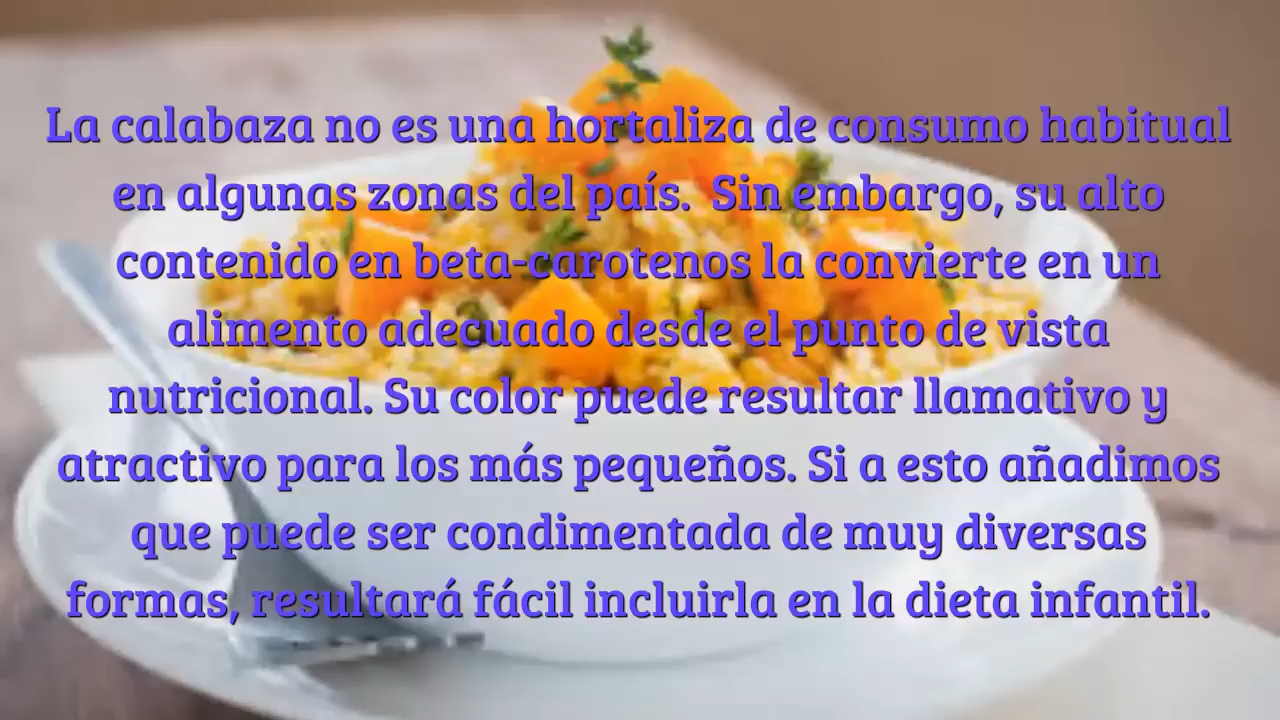 La calabaza no es una hortaliza de consumo habitual
en algunas zonas del país.  Sin embargo, su alto
contenido en beta-carotenos la convierte en un
alimento adecuado desde el punto de vista
nutricional. Su color puede resultar llamativo y
atractivo para los más pequeños. Si a esto añadimos
que puede ser condimentada de muy diversas
formas, resultará fácil incluirla en la dieta infantil.